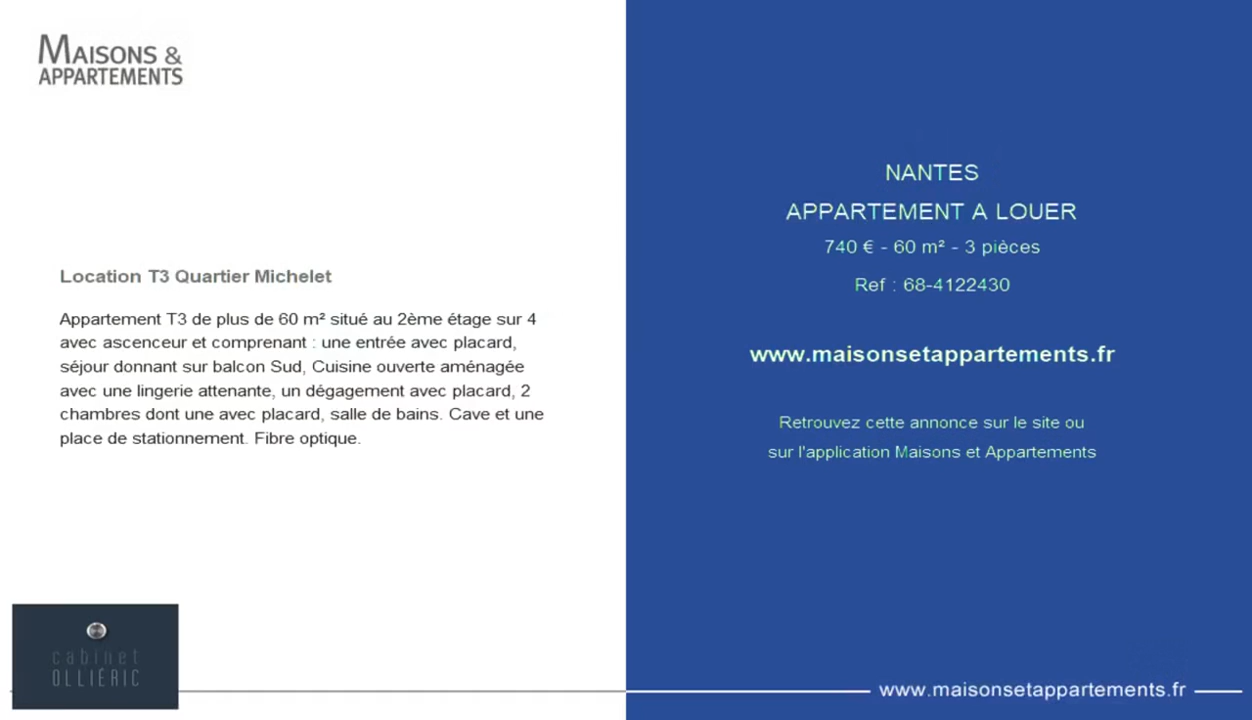 MAISONS &
APPARTEMENTS
Location T3 Quartier Michelet
Appartement T3 de plus de 60 m² situé au 2ème étage sur 4
avec ascenceur et comprenant : une entrée avec placard,
séjour donnant sur balcon Sud, Cuisine ouverte aménagée
avec une lingerie attenante, un dégagement avec placard, 2
chambres dont une avec placard, salle de bains. Cave et une
place de stationnement. Fibre optique.
cabinet
OLLIÉRIC
NANTES
APPARTEMENT A LOUER
740 € - 60 m² - 3 pièces
Ref : 68-4122430
www.maisonsetappartements.fr
Retrouvez cette annonce sur le site ou
sur l'application Maisons et Appartements
www.maisonsetappartements.fr